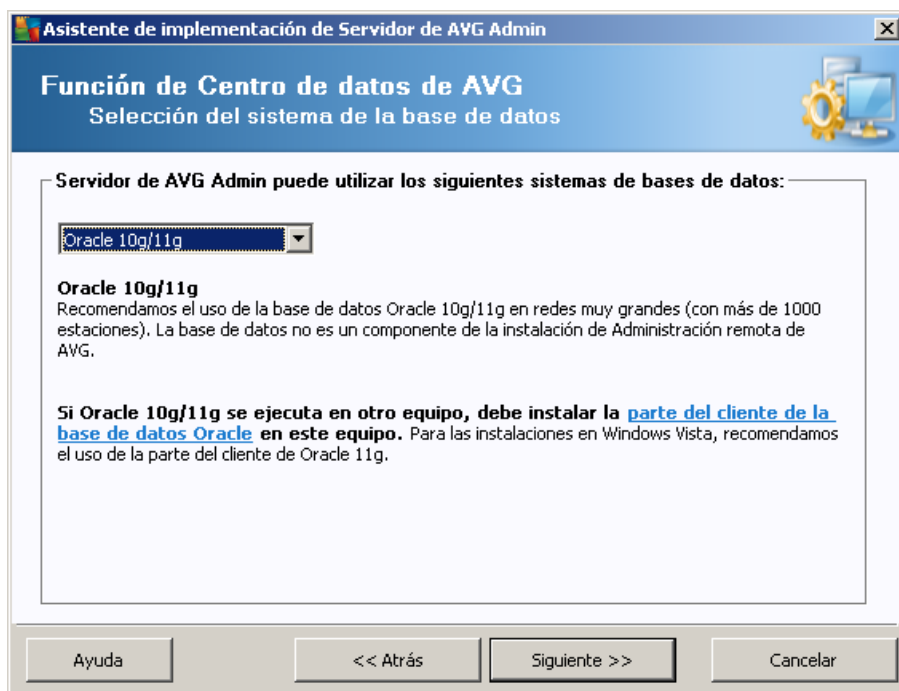 Asistente de implementación de Servidor de AVG Admin
Función de Centro de datos de AVG
Selección del sistema de la base de datos
Servidor de AVG Admin puede utilizar los siguientes sistemas de bases de datos:
Oracle 10g/11g
Oracle 10g/11g
Recomendamos el uso de la base de datos Oracle 10g/11g en redes muy grandes (con más de 1000
estaciones). La base de datos no es un componente de la instalación de Administración remota de
AVG.
Si Oracle 10g/11g se ejecuta en otro equipo, debe instalar la parte del cliente de la
base de datos Oracle en este equipo. Para las instalaciones en Windows Vista, recomendamos
el uso de la parte del cliente de Oracle 11g.
Ayuda
<< Atrás
Siguiente >>
Cancelar